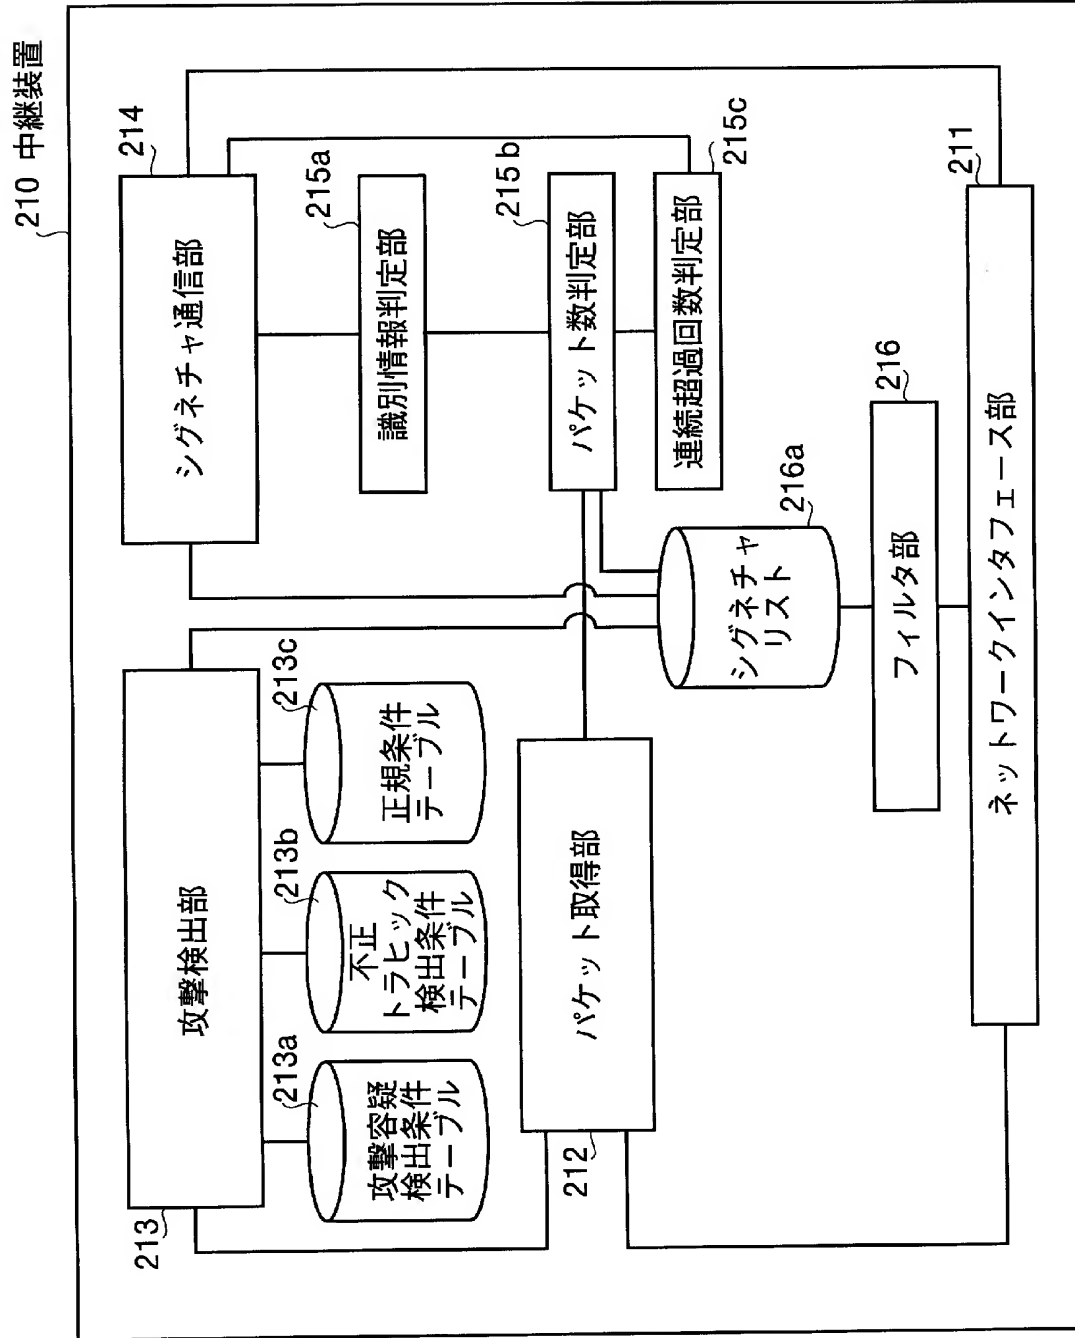 210 中継装置
213
攻撃検出部
214
シグネチャ通信部
213a
攻撃容疑
検出条件
テーブル
213b
不正
トラヒック
検出条件
テーブル
213c
正規条件
テーブル
215a
識別情報判定部
212
パケット取得部
215b
パケット数判定部
215c
連続超過回数判定部
216a
シグネチャ
リスト
216
フィルタ部
211
ネットワークインタフェース部